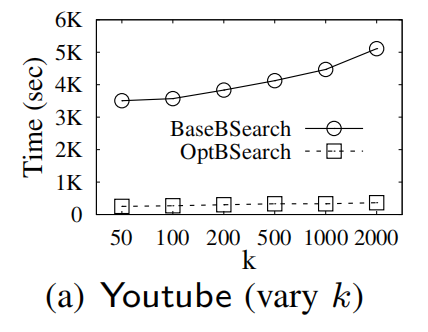 6K
5K
4K
3K
2K
1K
0
Time (sec)
BaseBSearch
OptBSearch
50 100 200 500 1000 2000
k
(a) Youtube (vary k)